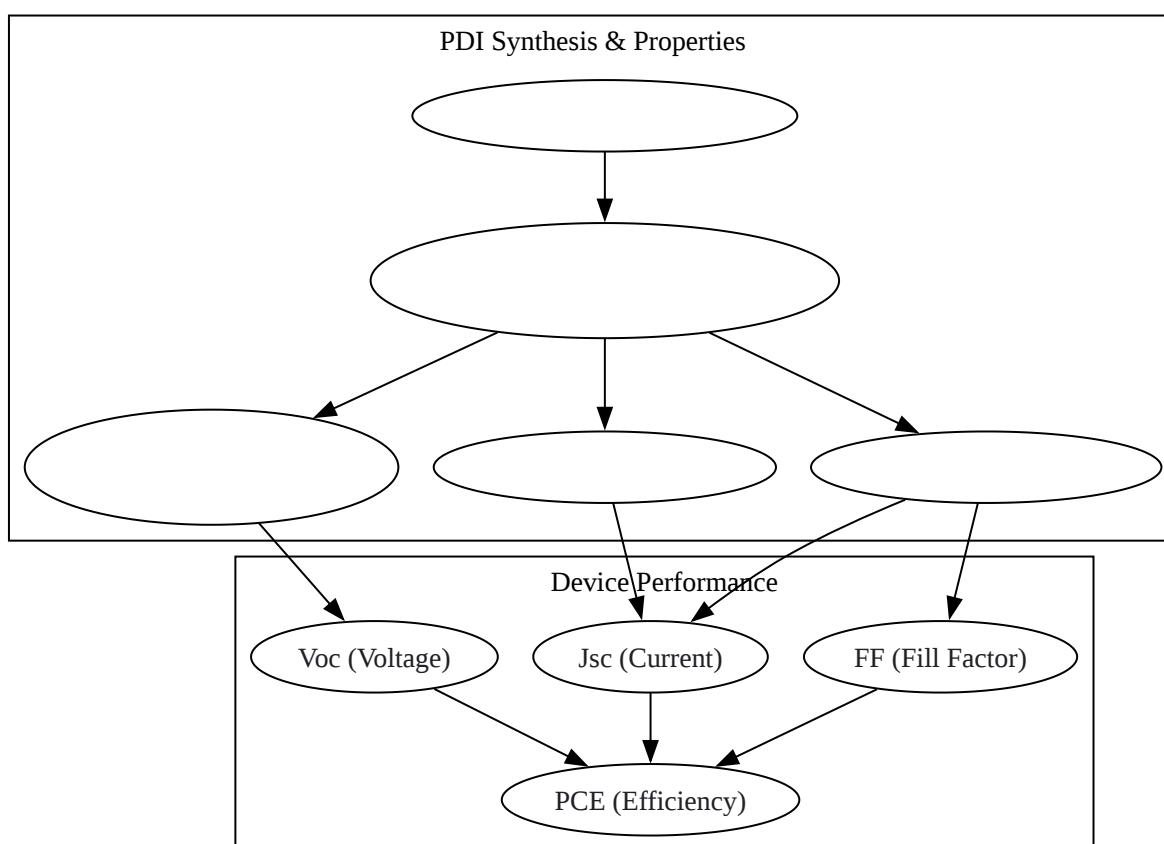 PDI Synthesis & Properties
Device Performance
Voc (Voltage)
Jsc (Current)
FF (Fill Factor)
PCE (Efficiency)